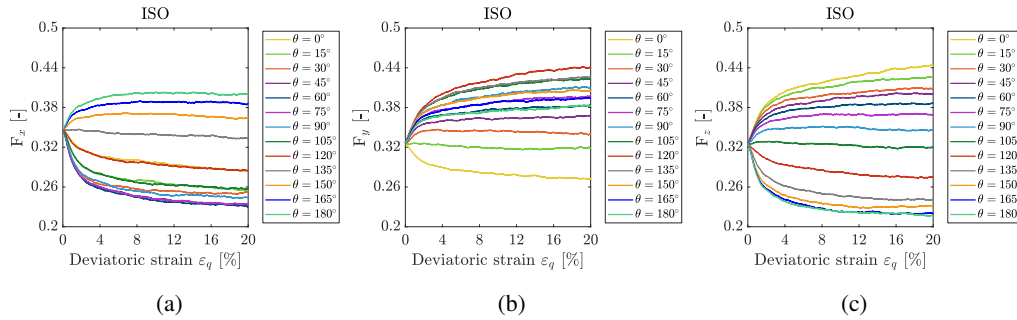 ISO
0.5
0.44
0.38
0.32
0.26
0.2
F_x [-]
0 4 8 12 16 20
Deviatoric strain ε_q [%]
θ = 0°
θ = 15°
θ = 30°
θ = 45°
θ = 60°
θ = 75°
θ = 90°
θ = 105°
θ = 120°
θ = 135°
θ = 150°
θ = 165°
θ = 180°
(a)
ISO
0.5
0.44
0.38
0.32
0.26
0.2
F_y [-]
0 4 8 12 16 20
Deviatoric strain ε_q [%]
θ = 0°
θ = 15°
θ = 30°
θ = 45°
θ = 60°
θ = 75°
θ = 90°
θ = 105°
θ = 120°
θ = 135°
θ = 150°
θ = 165°
θ = 180°
(b)
ISO
0.5
0.44
0.38
0.32
0.26
0.2
F_z [-]
0 4 8 12 16 20
Deviatoric strain ε_q [%]
θ = 0°
θ = 15°
θ = 30°
θ = 45°
θ = 60°
θ = 75°
θ = 90°
θ = 105
θ = 120
θ = 135
θ = 150
θ = 165
θ = 180
(c)